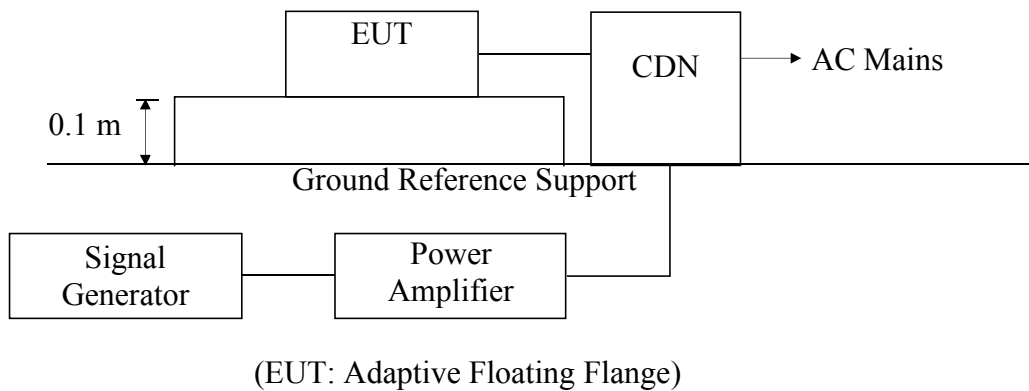 EUT
CDN
AC Mains
0.1 m
Ground Reference Support
Signal
Generator
Power
Amplifier
(EUT: Adaptive Floating Flange)